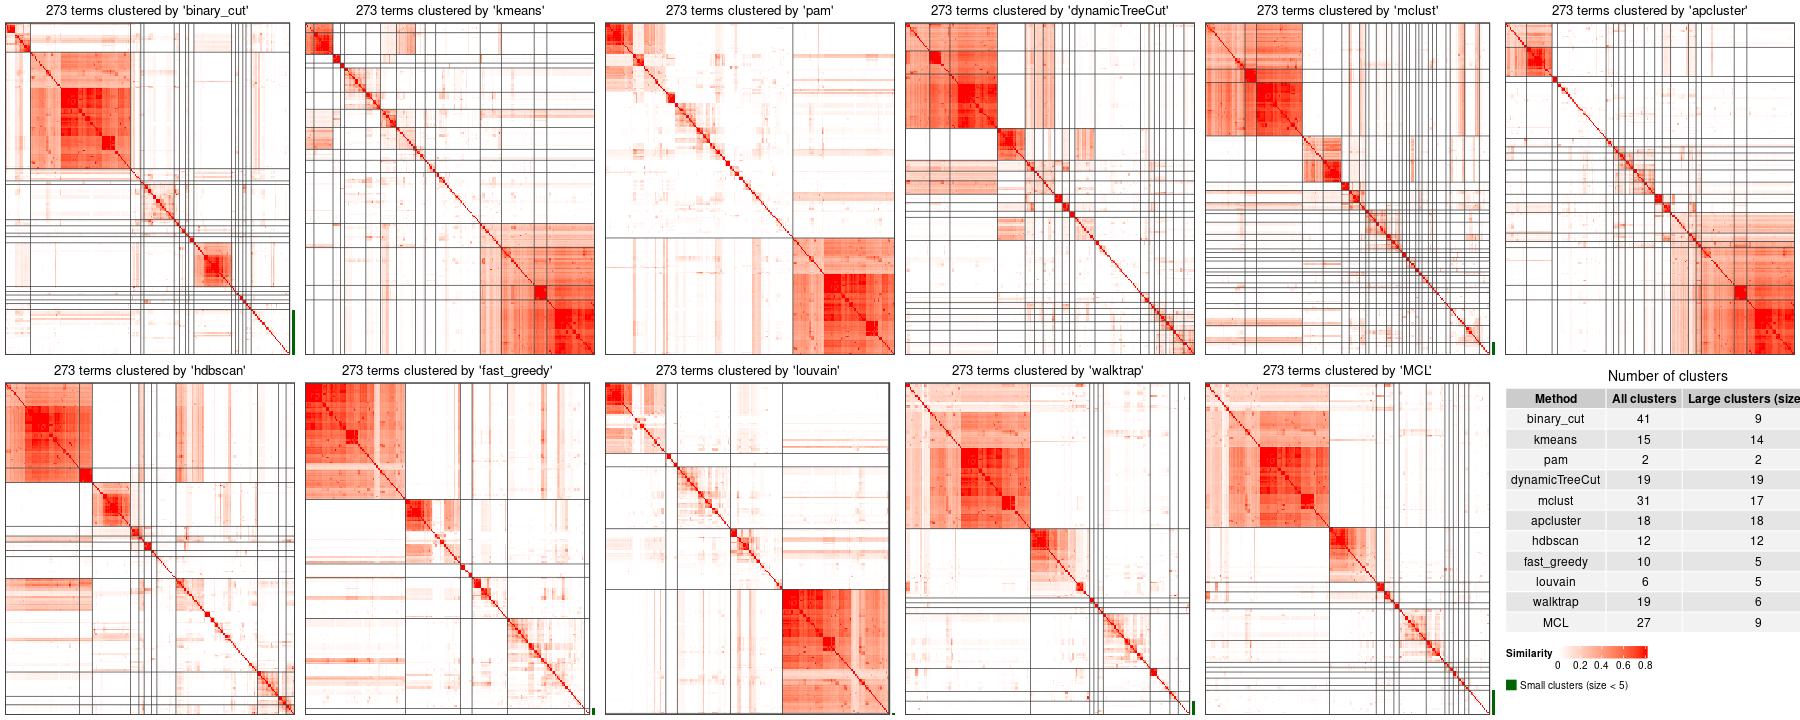 273 terms clustered by 'binary_cut'
273 terms clustered by 'kmeans'
273 terms clustered by 'pam'
273 terms clustered by 'dynamicTreeCut'
273 terms clustered by 'mclust'
273 terms clustered by 'apcluster'
273 terms clustered by 'hdbscan'
273 terms clustered by 'fast_greedy'
273 terms clustered by 'louvain'
273 terms clustered by 'walktrap'
273 terms clustered by 'MCL'
Number of clusters
Method All clusters Large clusters (size
binary_cut 41 9
kmeans 15 14
pam 2 2
dynamicTreeCut 19 19
mclust 31 17
apcluster 18 18
hdbscan 12 12
fast_greedy 10 5
louvain 6 5
walktrap 19 6
MCL 27 9
Similarity
0 0.2 0.4 0.6 0.8
Small clusters (size < 5)